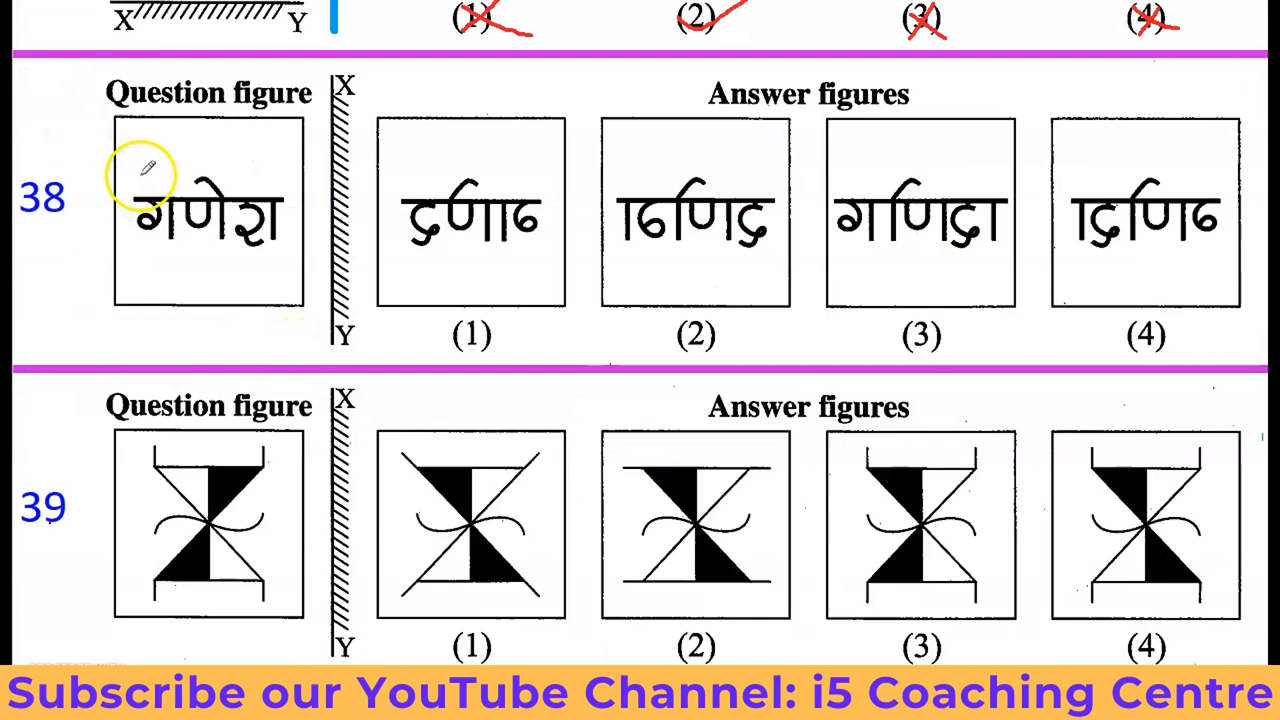 X Y (1) (2) (3) (4)
Question figure X Answer figures
38 गणेश
Y (1) (2) (3) (4)
Question figure X Answer figures
39
Y (1) (2) (3) (4)
Subscribe our YouTube Channel: i5 Coaching Centre